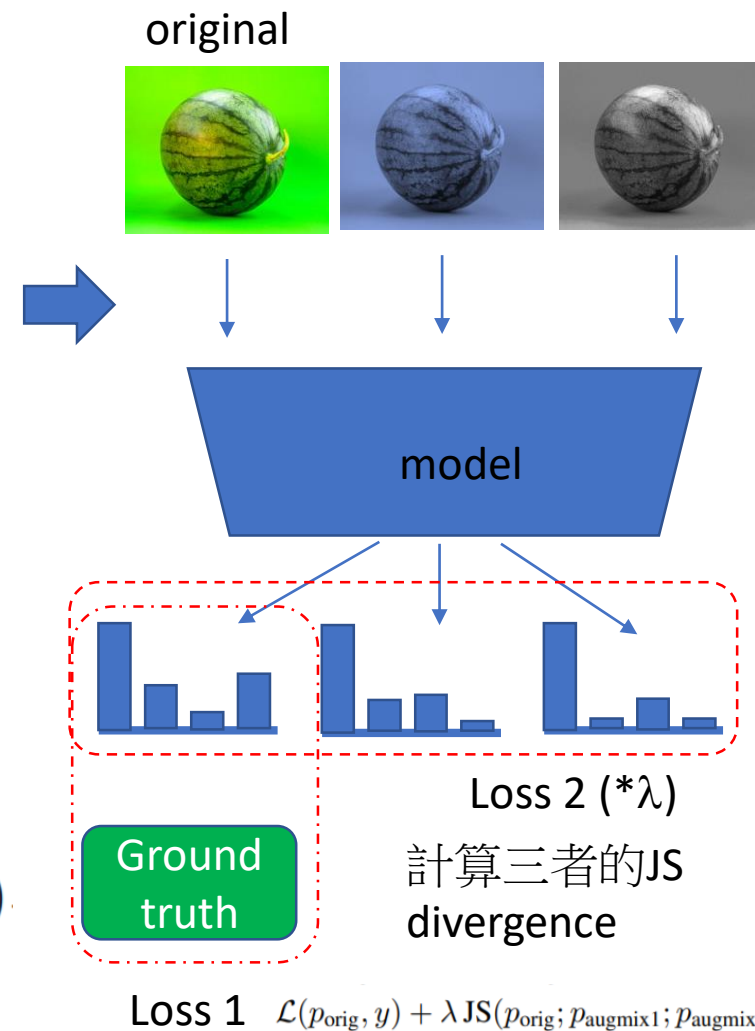 original
model
Loss 2 (*λ)
Ground
truth
計算三者的JS
divergence
Loss 1 ℒ(p_orig, y) + λ JS(p_orig; p_augmix1; p_augmix